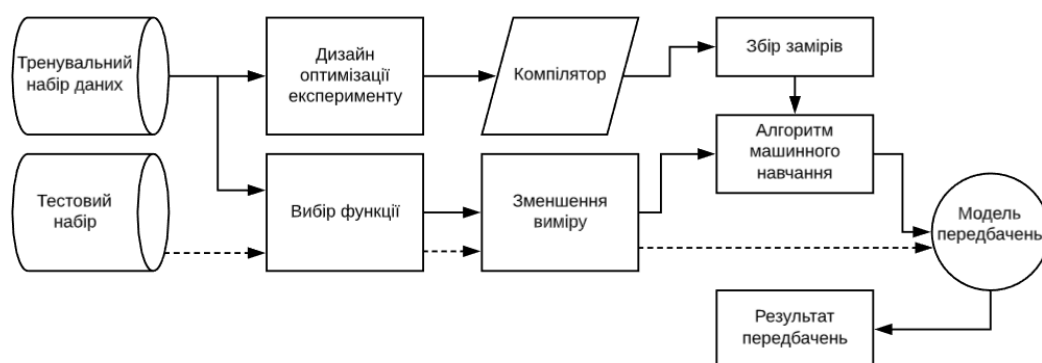 Тренувальний
набір даних
Дизайн
оптимізації
експерименту
Компілятор
Збір замірів
Алгоритм
машинного
навчання
Тестовий
набір
Вибір функції
Зменшення
виміру
Модель
передбачень
Результат
передбачень